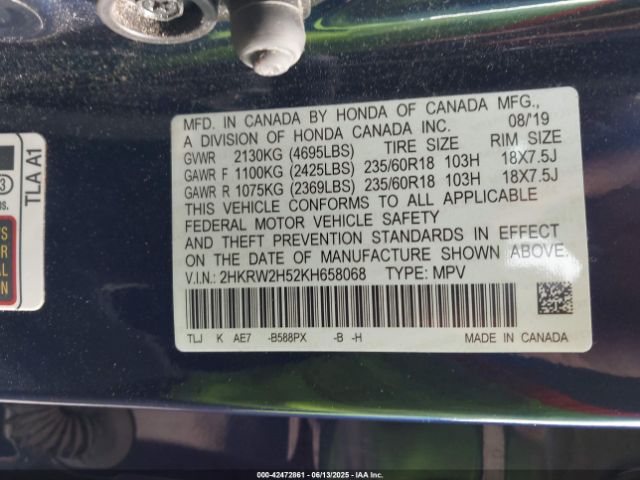 MFD. IN CANADA BY HONDA OF CANADA MFG.,
A DIVISION OF HONDA CANADA INC. 08/'19
GVWR 2130KG (4695LBS) TIRE SIZE RIM SIZE
GAWR F 1100KG (2425LBS) 235/60R18 103H 18X7.5J
GAWR R 1075KG (2369LBS) 235/60R18 103H 18X7.5J
THIS VEHICLE CONFORMS TO ALL APPLICABLE
FEDERAL MOTOR VEHICLE SAFETY
AND THEFT PREVENTION STANDARDS IN EFFECT
ON THE DATE OF MANUFACTURE SHOWN ABOVE.
V.I.N.: 2HKRW2H52KH658068 TYPE: MPV
TLJ K AE7 -B588PX -B -H MADE IN CANADA
TLA A1
000-42472861 - 06/13/2025 - IAA Inc.